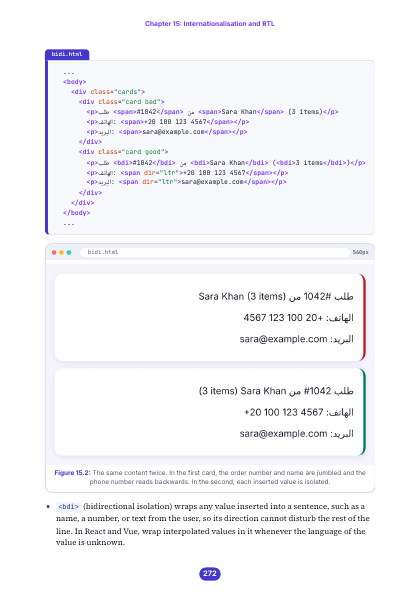 Chapter 15: Internationalisation and RTL
bidi.html
...
<body>
<div class="cards">
<div class="card bad">
<p>طلب <span>#1042</span> من <span>Sara Khan</span> (3 items)</p>
<p>الهاتف: <span>+20 100 123 4567</span></p>
<p>البريد: <span>sara@example.com</span></p>
</div>
<div class="card good">
<p>طلب <bdi>#1042</bdi> من <bdi>Sara Khan</bdi> (<bdi>3 items</bdi>)</p>
<p>الهاتف: <span dir="ltr">+20 100 123 4567</span></p>
<p>البريد: <span dir="ltr">sara@example.com</span></p>
</div>
</div>
</body>
...
bidi.html 560px
طلب #1042 من Sara Khan (3 items)
الهاتف: +20 100 123 4567
البريد: sara@example.com
طلب #1042 من Sara Khan (3 items)
الهاتف: +20 100 123 4567
البريد: sara@example.com
Figure 15.2: The same content twice. In the first card, the order number and name are jumbled and the
phone number reads backwards. In the second, each inserted value is isolated.
• <bdi> (bidirectional isolation) wraps any value inserted into a sentence, such as a
name, a number, or text from the user, so its direction cannot disturb the rest of the
line. In React and Vue, wrap interpolated values in it whenever the language of the
value is unknown.
272